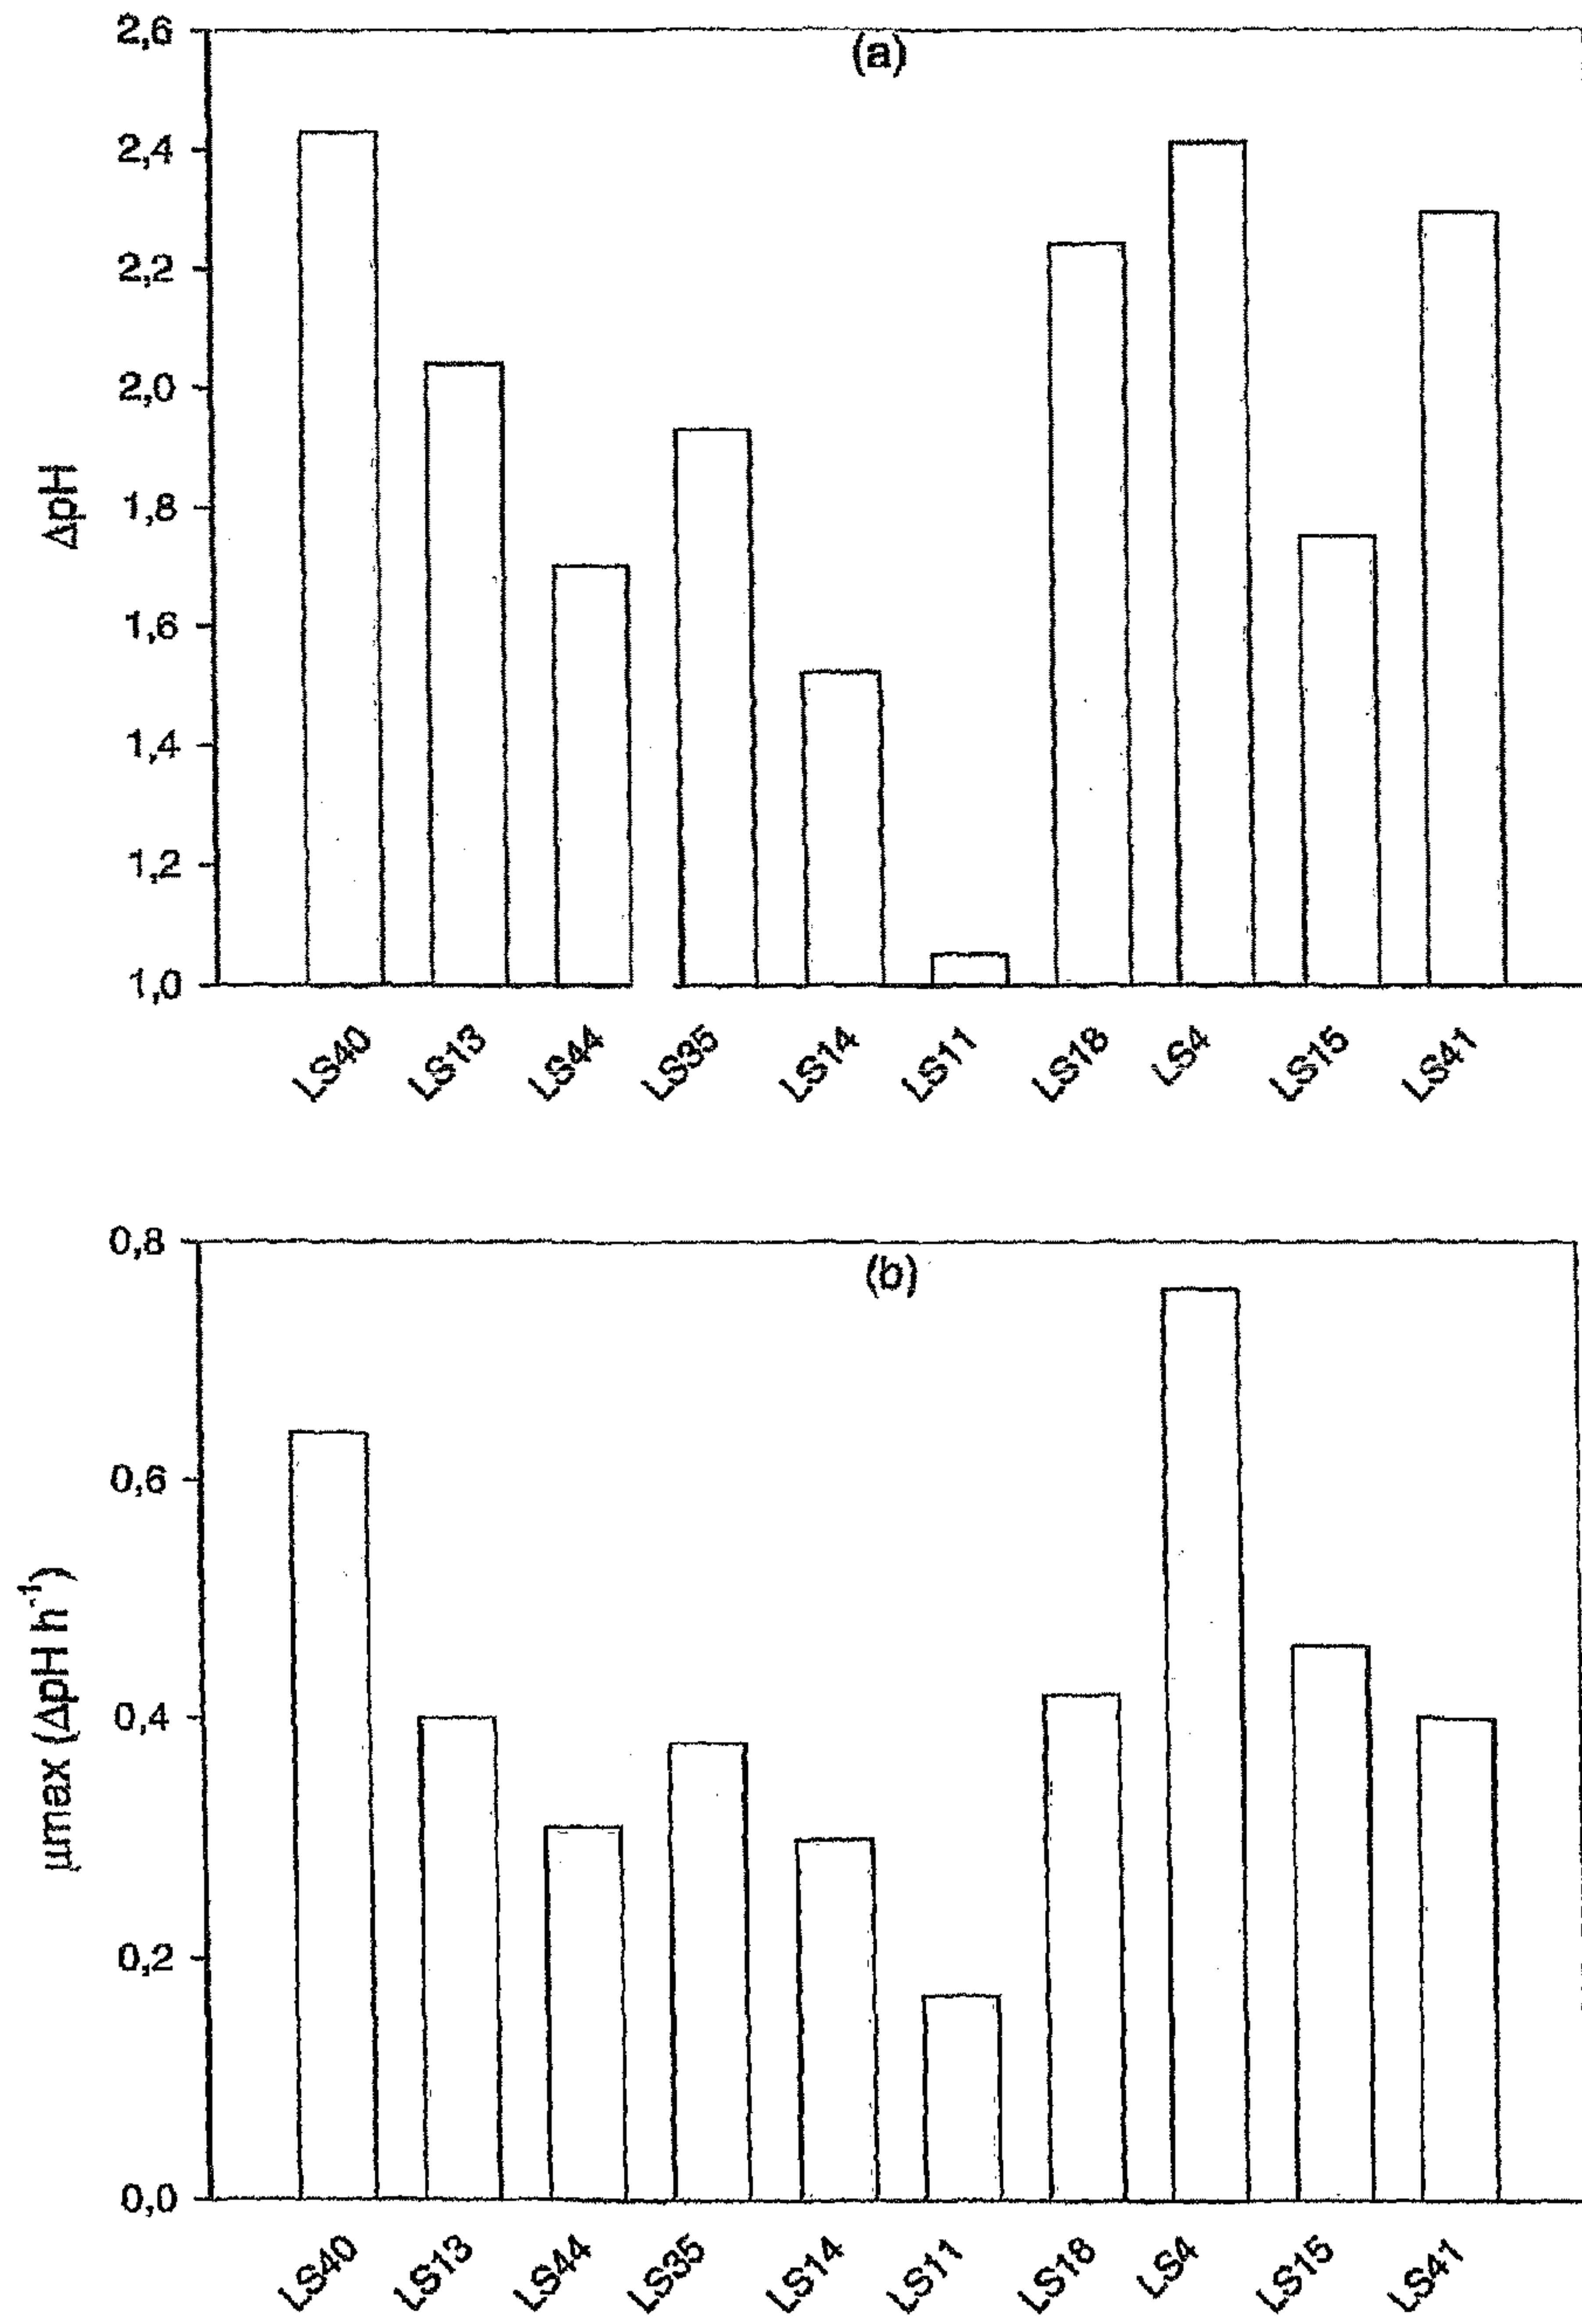 (a)
2,6
2,4
2,2
2,0
1,8
1,6
1,4
1,2
1,0
ΔpH
LS40 LS13 LS44 LS35 LS14 LS11 LS18 LS4 LS15 LS41
(b)
0,8
0,6
0,4
0,2
0,0
μmax (ΔpH h⁻¹)
LS40 LS13 LS44 LS35 LS14 LS11 LS18 LS4 LS15 LS41